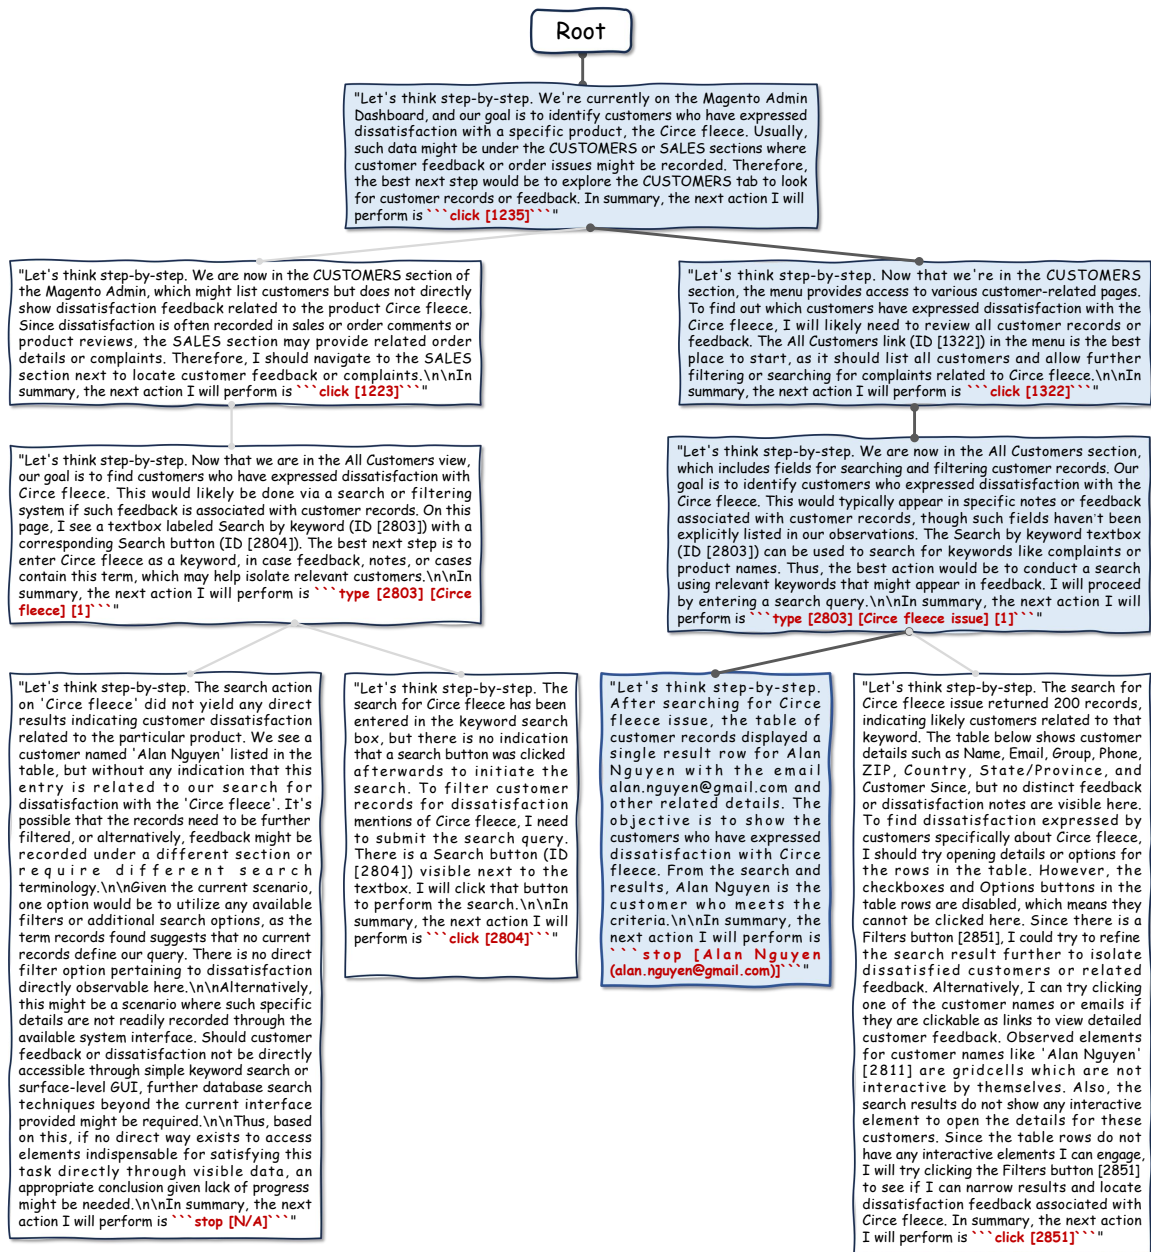 Root
"Let's think step-by-step. We're currently on the Magento Admin
Dashboard, and our goal is to identify customers who have expressed
dissatisfaction with a specific product, the Circe fleece. Usually,
such data might be under the CUSTOMERS or SALES sections where
customer feedback or order issues might be recorded. Therefore,
the best next step would be to explore the CUSTOMERS tab to look
for customer records or feedback. In summary, the next action I will
perform is ```click [1235]```"
"Let's think step-by-step. We are now in the CUSTOMERS section of
the Magento Admin, which might list customers but does not directly
show dissatisfaction feedback related to the product Circe fleece.
Since dissatisfaction is often recorded in sales or order comments or
product reviews, the SALES section may provide related order
details or complaints. Therefore, I should navigate to the SALES
section next to locate customer feedback or complaints.\n\nIn
summary, the next action I will perform is ```click [1223]```"
"Let's think step-by-step. Now that we're in the CUSTOMERS
section, the menu provides access to various customer-related pages.
To find out which customers have expressed dissatisfaction with the
Circe fleece, I will likely need to review all customer records or
feedback. The All Customers link (ID [1322]) in the menu is the best
place to start, as it should list all customers and allow further
filtering or searching for complaints related to Circe fleece.\n\nIn
summary, the next action I will perform is ```click [1322]```"
"Let's think step-by-step. Now that we are in the All Customers view,
our goal is to find customers who have expressed dissatisfaction with
Circe fleece. This would likely be done via a search or filtering
system if such feedback is associated with customer records. On this
page, I see a textbox labeled Search by keyword (ID [2803]) with a
corresponding Search button (ID [2804]). The best next step is to
enter Circe fleece as a keyword, in case feedback, notes, or cases
contain this term, which may help isolate relevant customers.\n\nIn
summary, the next action I will perform is ```type [2803] [Circe
fleece] [1]```"
"Let's think step-by-step. We are now in the All Customers section,
which includes fields for searching and filtering customer records. Our
goal is to identify customers who expressed dissatisfaction with the
Circe fleece. This would typically appear in specific notes or feedback
associated with customer records, though such fields haven't been
explicitly listed in our observations. The Search by keyword textbox
(ID [2803]) can be used to search for keywords like complaints or
product names. Thus, the best action would be to conduct a search
using relevant keywords that might appear in feedback. I will proceed
by entering a search query.\n\nIn summary, the next action I will
perform is ```type [2803] [Circe fleece issue] [1]```"
"Let's think step-by-step. The search action
on 'Circe fleece' did not yield any direct
results indicating customer dissatisfaction
related to the particular product. We see a
customer named 'Alan Nguyen' listed in the
table, but without any indication that this
entry is related to our search for
dissatisfaction with the 'Circe fleece'. It's
possible that the records need to be further
filtered, or alternatively, feedback might be
recorded under a different section or
require different search
terminology.\n\nGiven the current scenario,
one option would be to utilize any available
filters or additional search options, as the
term records found suggests that no current
records define our query. There is no direct
filter option pertaining to dissatisfaction
directly observable here.\n\nAlternatively,
this might be a scenario where such specific
details are not readily recorded through the
available system interface. Should customer
feedback or dissatisfaction not be directly
accessible through simple keyword search or
surface-level GUI, further database search
techniques beyond the current interface
provided might be required.\n\nThus, based
on this, if no direct way exists to access
elements indispensable for satisfying this
task directly through visible data, an
appropriate conclusion given lack of progress
might be needed.\n\nIn summary, the next
action I will perform is ```stop [N/A]```"
"Let's think step-by-step. The
search for Circe fleece has been
entered in the keyword search
box, but there is no indication
that a search button was clicked
afterwards to initiate the
search. To filter customer
records for dissatisfaction
mentions of Circe fleece, I need
to submit the search query.
There is a Search button (ID
[2804]) visible next to the
textbox. I will click that button
to perform the search.\n\nIn
summary, the next action I will
perform is ```click [2804]```"
"Let's think step-by-step.
After searching for Circe
fleece issue, the table of
customer records displayed a
single result row for Alan
Nguyen with the email
alan.nguyen@gmail.com and
other related details. The
objective is to show the
customers who have expressed
dissatisfaction with Circe
fleece. From the search and
results, Alan Nguyen is the
customer who meets the
criteria.\n\nIn summary, the
next action I will perform is
```stop [Alan Nguyen
(alan.nguyen@gmail.com)]```"
"Let's think step-by-step. The search for
Circe fleece issue returned 200 records,
indicating likely customers related to that
keyword. The table below shows customer
details such as Name, Email, Group, Phone,
ZIP, Country, State/Province, and
Customer Since, but no distinct feedback
or dissatisfaction notes are visible here.
To find dissatisfaction expressed by
customers specifically about Circe fleece,
I should try opening details or options for
the rows in the table. However, the
checkboxes and Options buttons in the
table rows are disabled, which means they
cannot be clicked here. Since there is a
Filters button [2851], I could try to refine
the search result further to isolate
dissatisfied customers or related
feedback. Alternatively, I can try clicking
one of the customer names or emails if
they are clickable as links to view detailed
customer feedback. Observed elements
for customer names like 'Alan Nguyen'
[2811] are gridcells which are not
interactive by themselves. Also, the
search results do not show any interactive
element to open the details for these
customers. Since the table rows do not
have any interactive elements I can engage,
I will try clicking the Filters button [2851]
to see if I can narrow results and locate
dissatisfaction feedback associated with
Circe fleece. In summary, the next action
I will perform is ```click [2851]```"